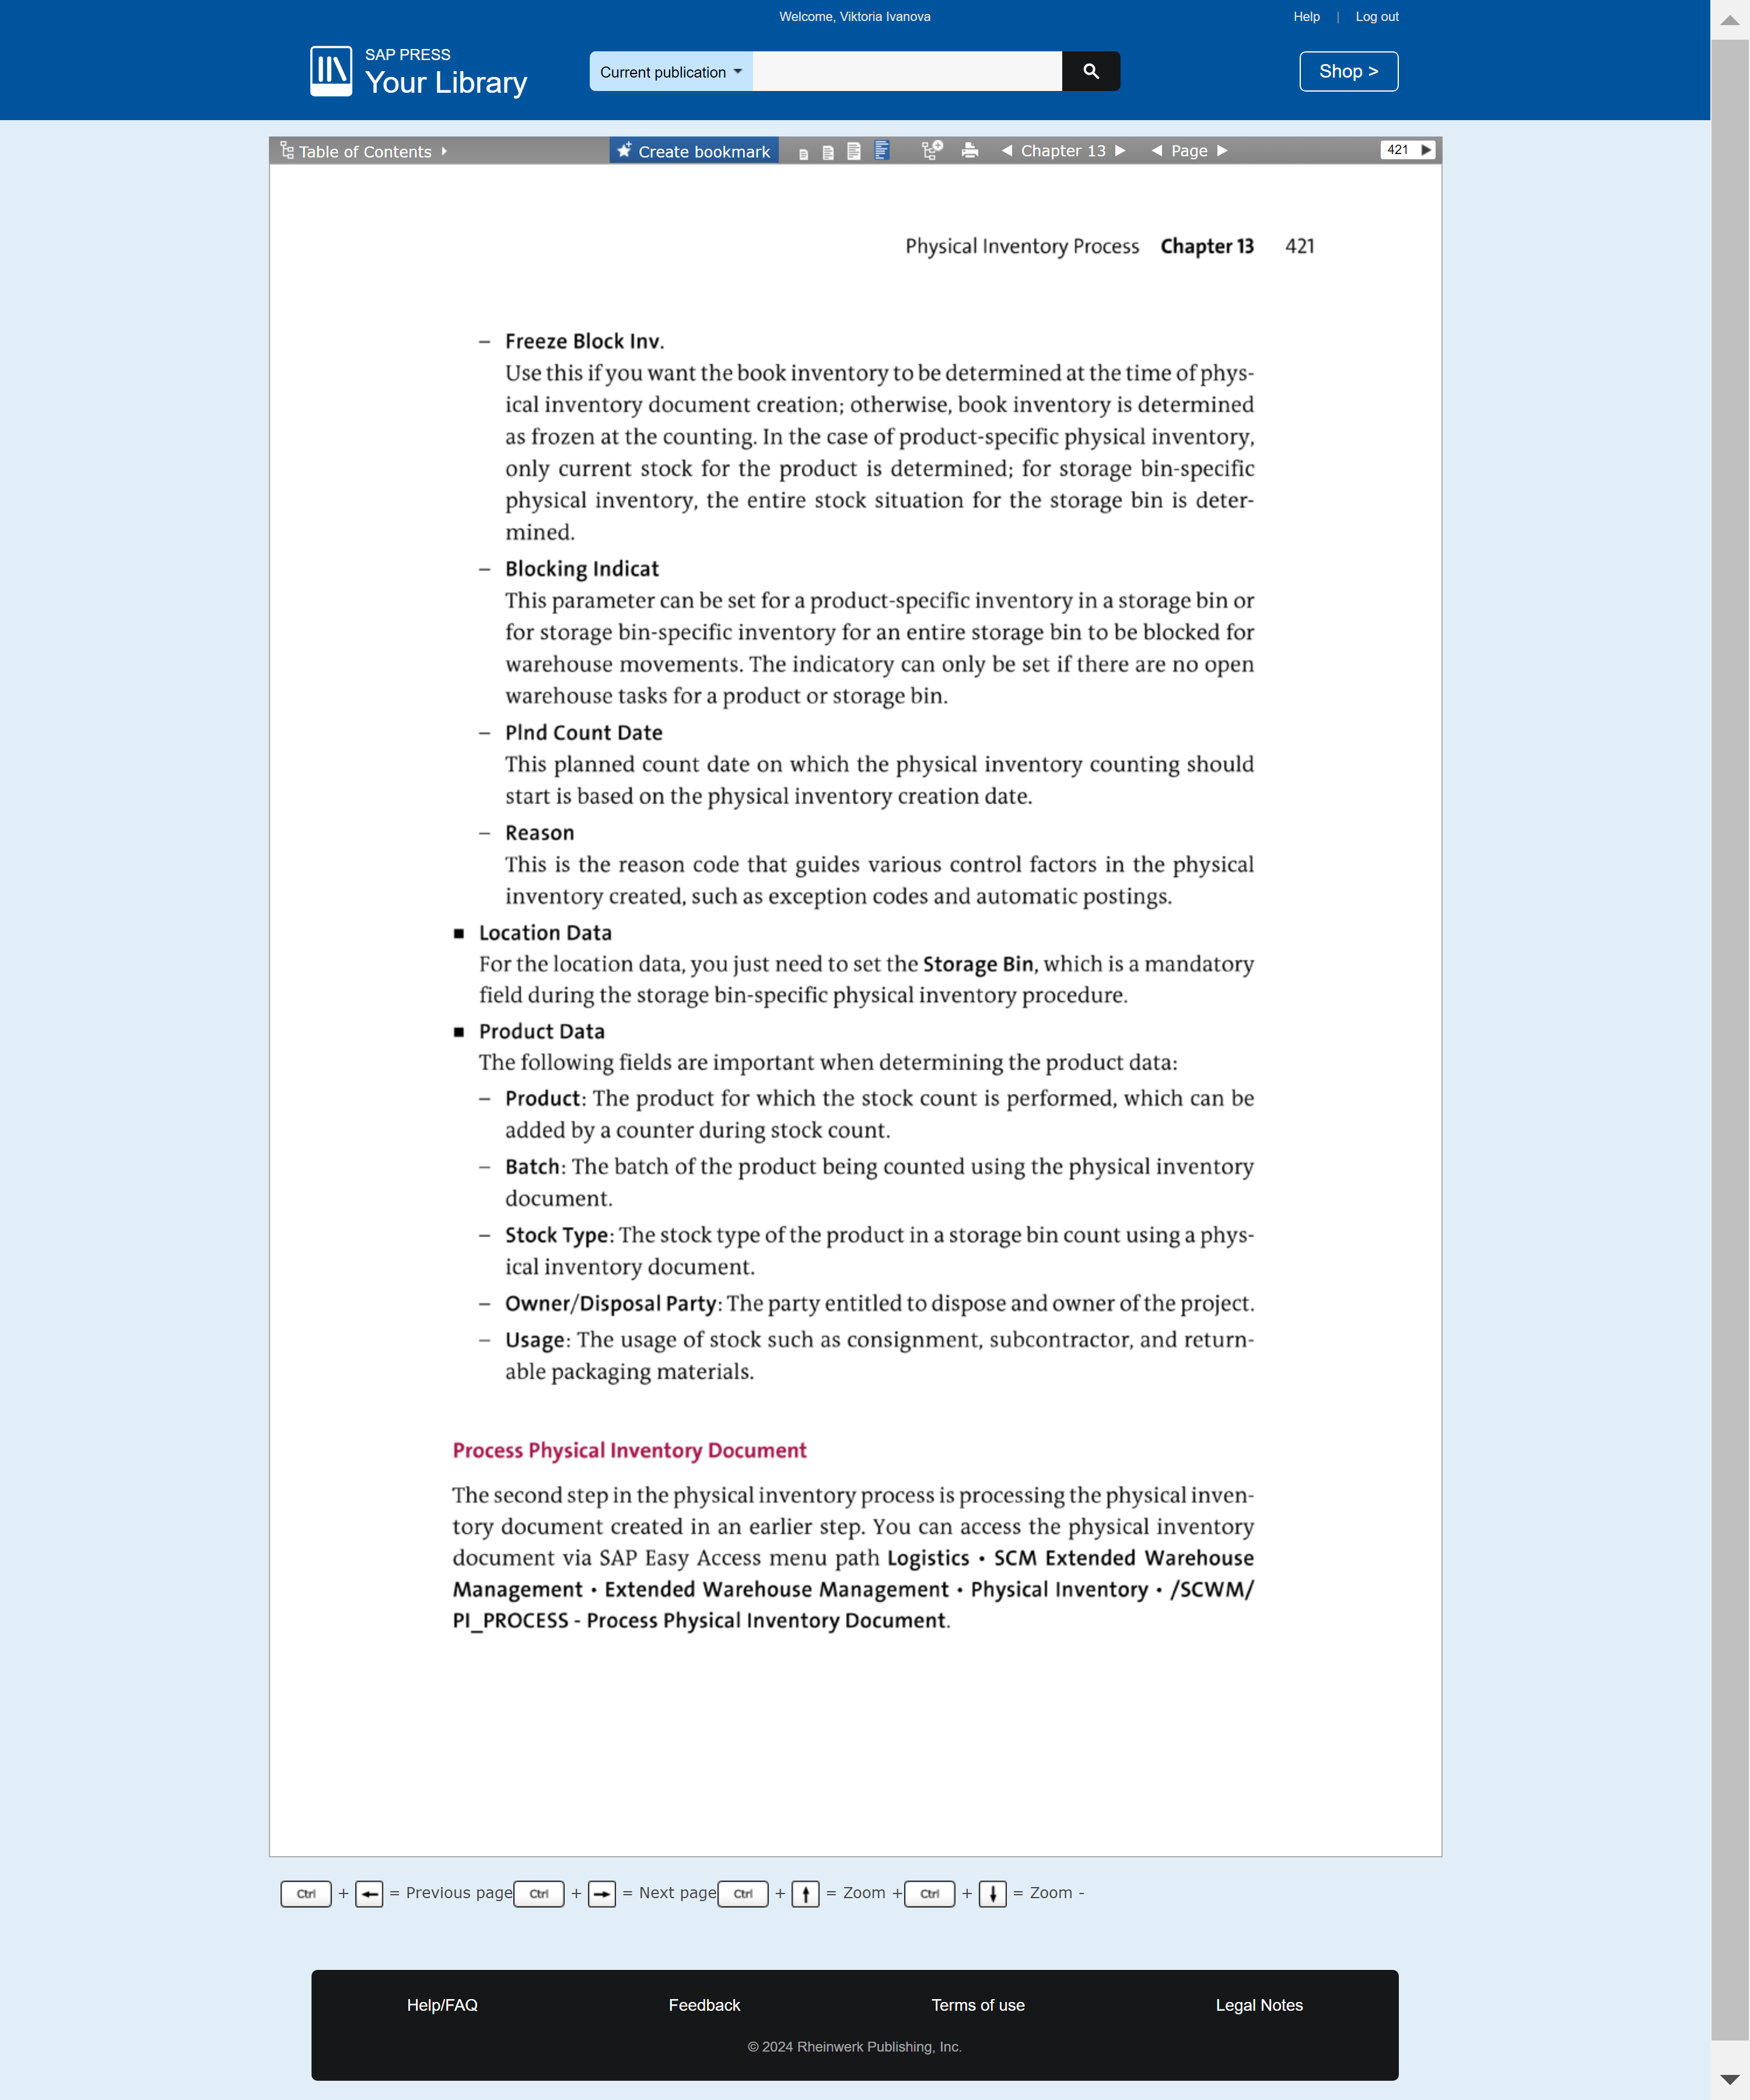 Welcome, Viktoria Ivanova
Help | Log out
SAP PRESS
Your Library
Current publication
Shop >
Table of Contents
Create bookmark
Chapter 13
Page
421
Physical Inventory Process Chapter 13 421
– Freeze Block Inv.
Use this if you want the book inventory to be determined at the time of phys-
ical inventory document creation; otherwise, book inventory is determined
as frozen at the counting. In the case of product-specific physical inventory,
only current stock for the product is determined; for storage bin-specific
physical inventory, the entire stock situation for the storage bin is deter-
mined.
– Blocking Indicat
This parameter can be set for a product-specific inventory in a storage bin or
for storage bin-specific inventory for an entire storage bin to be blocked for
warehouse movements. The indicatory can only be set if there are no open
warehouse tasks for a product or storage bin.
– Plnd Count Date
This planned count date on which the physical inventory counting should
start is based on the physical inventory creation date.
– Reason
This is the reason code that guides various control factors in the physical
inventory created, such as exception codes and automatic postings.
■ Location Data
For the location data, you just need to set the Storage Bin, which is a mandatory
field during the storage bin-specific physical inventory procedure.
■ Product Data
The following fields are important when determining the product data:
– Product: The product for which the stock count is performed, which can be
added by a counter during stock count.
– Batch: The batch of the product being counted using the physical inventory
document.
– Stock Type: The stock type of the product in a storage bin count using a phys-
ical inventory document.
– Owner/Disposal Party: The party entitled to dispose and owner of the project.
– Usage: The usage of stock such as consignment, subcontractor, and return-
able packaging materials.
Process Physical Inventory Document
The second step in the physical inventory process is processing the physical inven-
tory document created in an earlier step. You can access the physical inventory
document via SAP Easy Access menu path Logistics • SCM Extended Warehouse
Management • Extended Warehouse Management • Physical Inventory • /SCWM/
PI_PROCESS - Process Physical Inventory Document.
Ctrl + ← = Previous page Ctrl + → = Next page Ctrl + ↑ = Zoom + Ctrl + ↓ = Zoom -
Help/FAQ
Feedback
Terms of use
Legal Notes
© 2024 Rheinwerk Publishing, Inc.